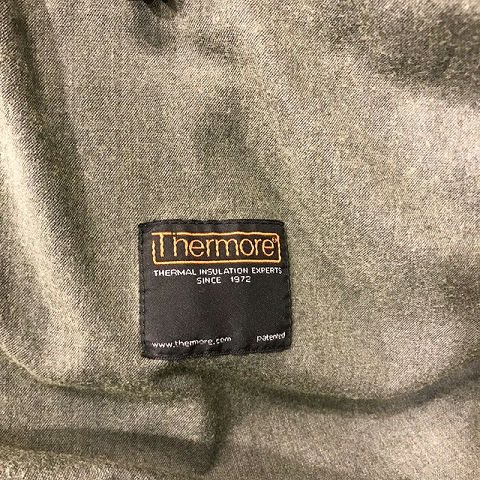 Thermore®
THERMAL INSULATION EXPERTS
SINCE 1972
www.thermore.com patented